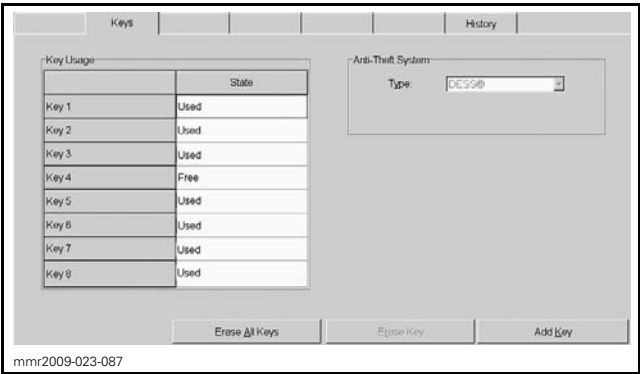 Keys History
Key Usage
State
Key 1 Used
Key 2 Used
Key 3 Used
Key 4 Free
Key 5 Used
Key 6 Used
Key 7 Used
Key 8 Used
Anti-Theft System
Type: DESS®
Erase All Keys Erase Key Add Key
mmr2009-023-087